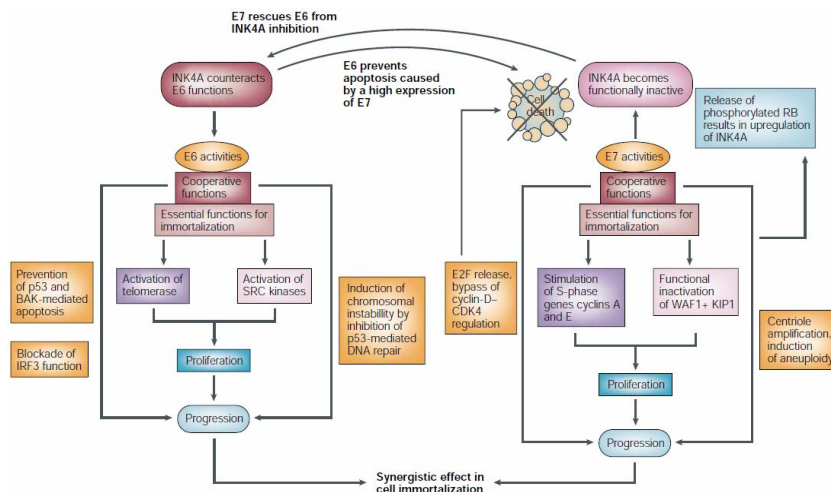 E7 rescues E6 from
INK4A inhibition
INK4A counteracts
E6 functions
E6 prevents
apoptosis caused
by a high expression
of E7
Cell
death
INK4A becomes
functionally inactive
Release of
phosphorylated RB
results in upregulation
of INK4A
E6 activities
Cooperative
functions
Essential functions for
immortalization
E7 activities
Cooperative
functions
Essential functions for
immortalization
Prevention
of p53 and
BAK-mediated
apoptosis
Blockade of
IRF3 function
Activation of
telomerase
Activation of
SRC kinases
Induction of
chromosomal
instability by
inhibition of
p53-mediated
DNA repair
E2F release,
bypass of
cyclin-D–
CDK4
regulation
Stimulation
of S-phase
genes cyclins A
and E
Functional
inactivation
of WAF1+ KIP1
Centriole
amplification,
induction
of aneuploidy
Proliferation
Progression
Proliferation
Progression
Synergistic effect in
cell immortalization